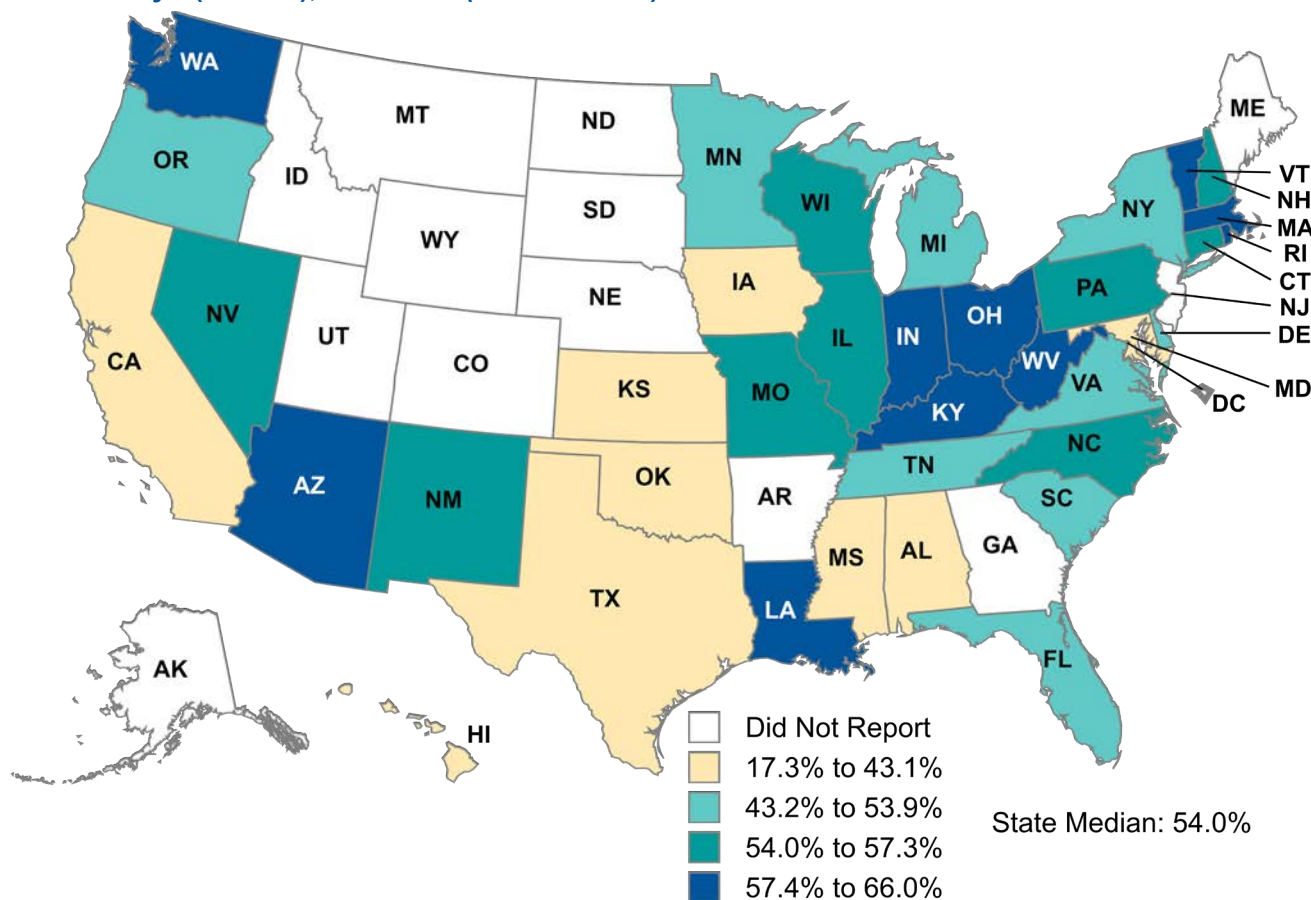 WA
MT
ND
MN
ME
OR
ID
SD
WI
NY
MI
VT
NH
MA
RI
CT
NJ
DE
MD
DC
WY
NE
IA
PA
NV
UT
CO
IL
IN
OH
WV
VA
CA
KS
MO
KY
NC
TN
AZ
NM
OK
AR
SC
MS
AL
GA
TX
LA
FL
AK
HI
Did Not Report
17.3% to 43.1%
43.2% to 53.9%
54.0% to 57.3%
57.4% to 66.0%
State Median: 54.0%